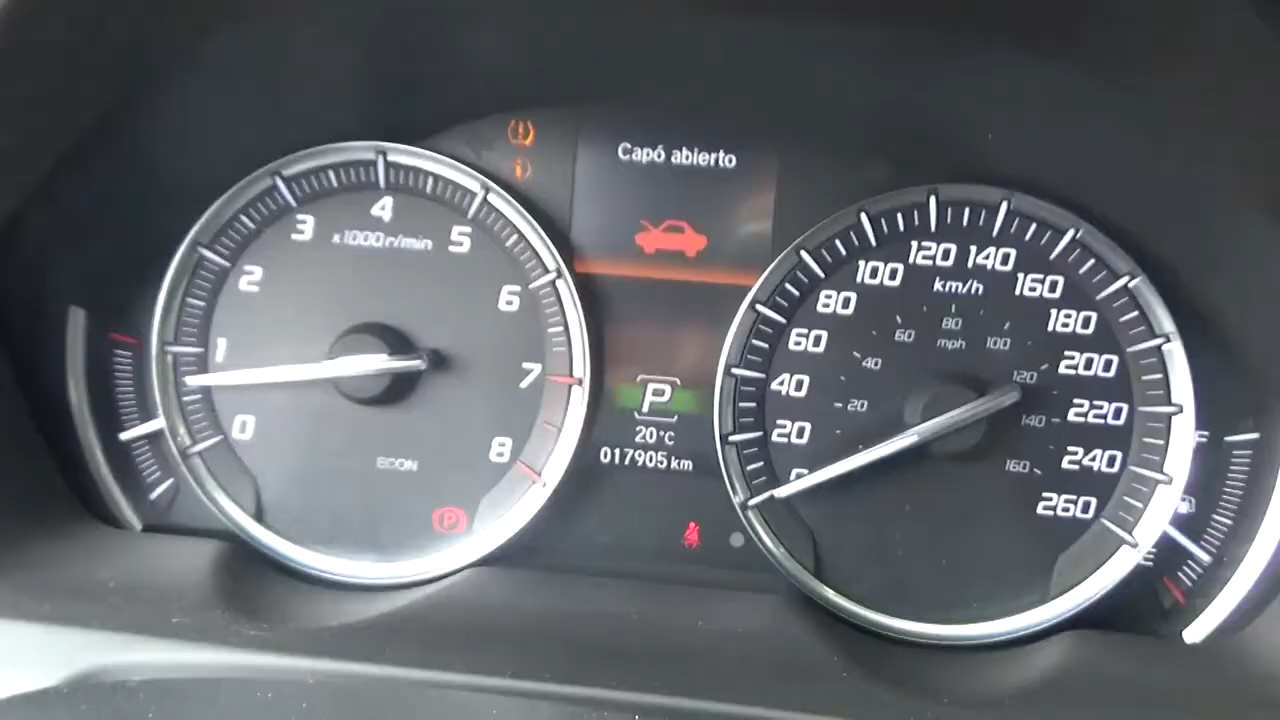 Capó abierto
0
1
2
3
4
5
6
7
8
x1000r/min
ECON
P
P
20°C
017905 km
20
40
60
80
100
120
140
160
180
200
220
240
260
km/h
20
40
60
80
100
120
140
160
mph
F
E